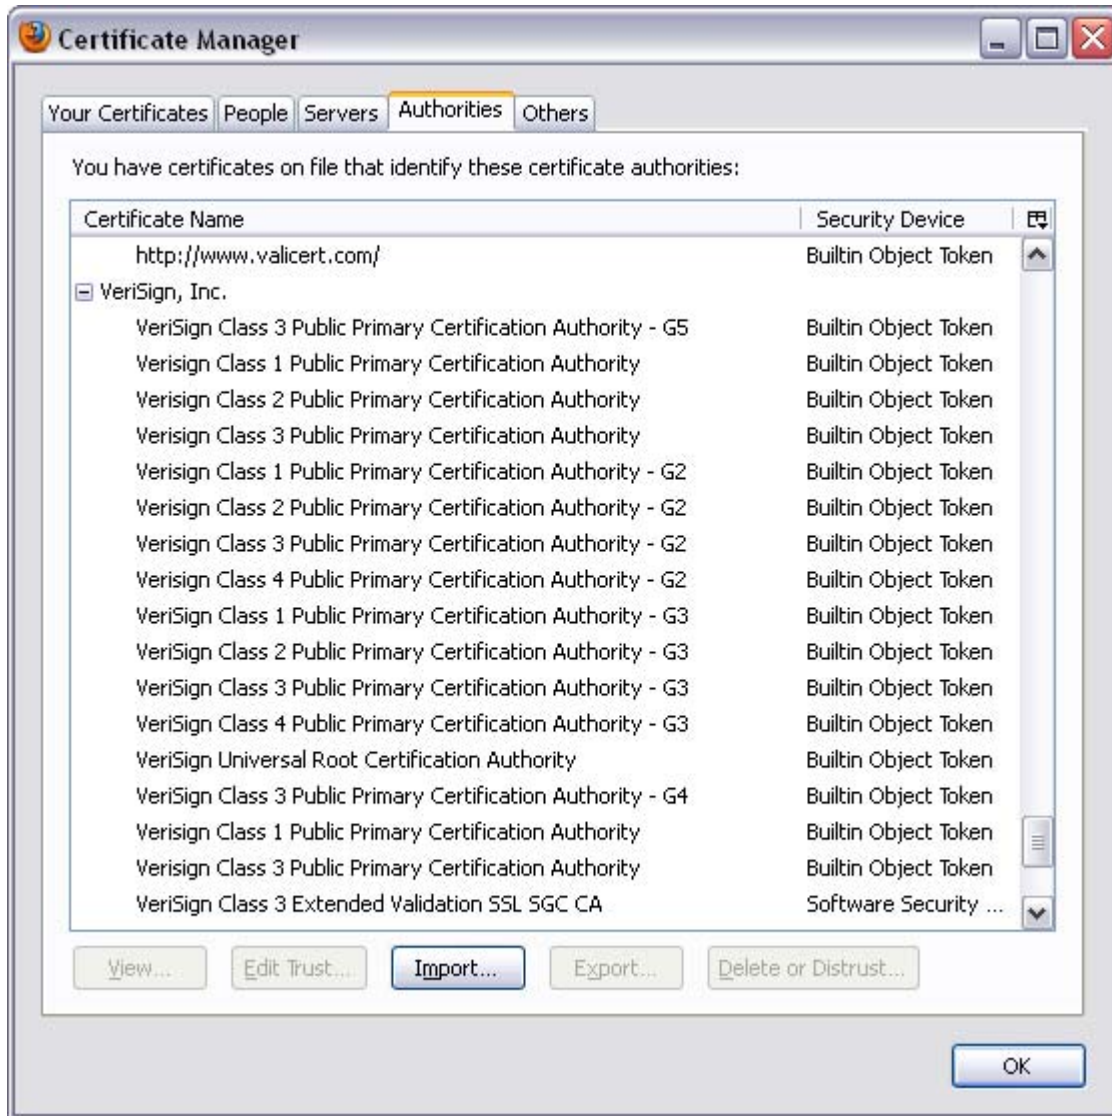 Certificate Manager
Your Certificates People Servers Authorities Others
You have certificates on file that identify these certificate authorities:
Certificate Name Security Device
http://www.valicert.com/ Builtin Object Token
VeriSign, Inc.
VeriSign Class 3 Public Primary Certification Authority - G5 Builtin Object Token
Verisign Class 1 Public Primary Certification Authority Builtin Object Token
Verisign Class 2 Public Primary Certification Authority Builtin Object Token
Verisign Class 3 Public Primary Certification Authority Builtin Object Token
Verisign Class 1 Public Primary Certification Authority - G2 Builtin Object Token
Verisign Class 2 Public Primary Certification Authority - G2 Builtin Object Token
Verisign Class 3 Public Primary Certification Authority - G2 Builtin Object Token
Verisign Class 4 Public Primary Certification Authority - G2 Builtin Object Token
VeriSign Class 1 Public Primary Certification Authority - G3 Builtin Object Token
VeriSign Class 2 Public Primary Certification Authority - G3 Builtin Object Token
VeriSign Class 3 Public Primary Certification Authority - G3 Builtin Object Token
VeriSign Class 4 Public Primary Certification Authority - G3 Builtin Object Token
VeriSign Universal Root Certification Authority Builtin Object Token
VeriSign Class 3 Public Primary Certification Authority - G4 Builtin Object Token
Verisign Class 1 Public Primary Certification Authority Builtin Object Token
Verisign Class 3 Public Primary Certification Authority Builtin Object Token
VeriSign Class 3 Extended Validation SSL SGC CA Software Security ...
View... Edit Trust... Import... Export... Delete or Distrust...
OK